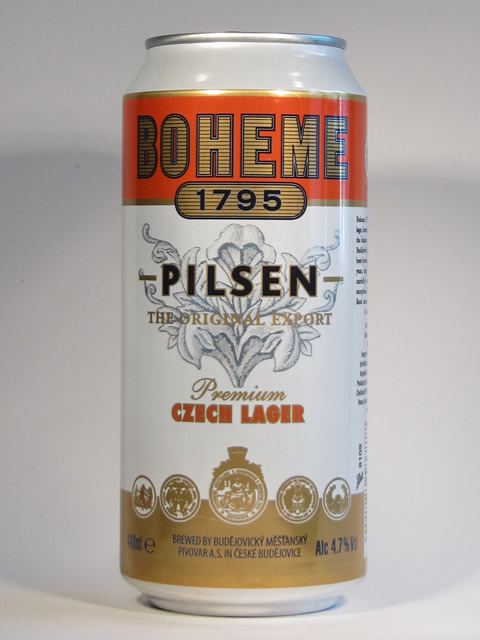 BOHEME
1795
PILSEN
THE ORIGINAL EXPORT
Premium
CZECH LAGER
440ml e
BREWED BY BUDĚJOVICKÝ MĚŠŤANSKÝ
PIVOVAR A.S. IN ČESKÉ BUDĚJOVICE
Alc 4.7% Vol